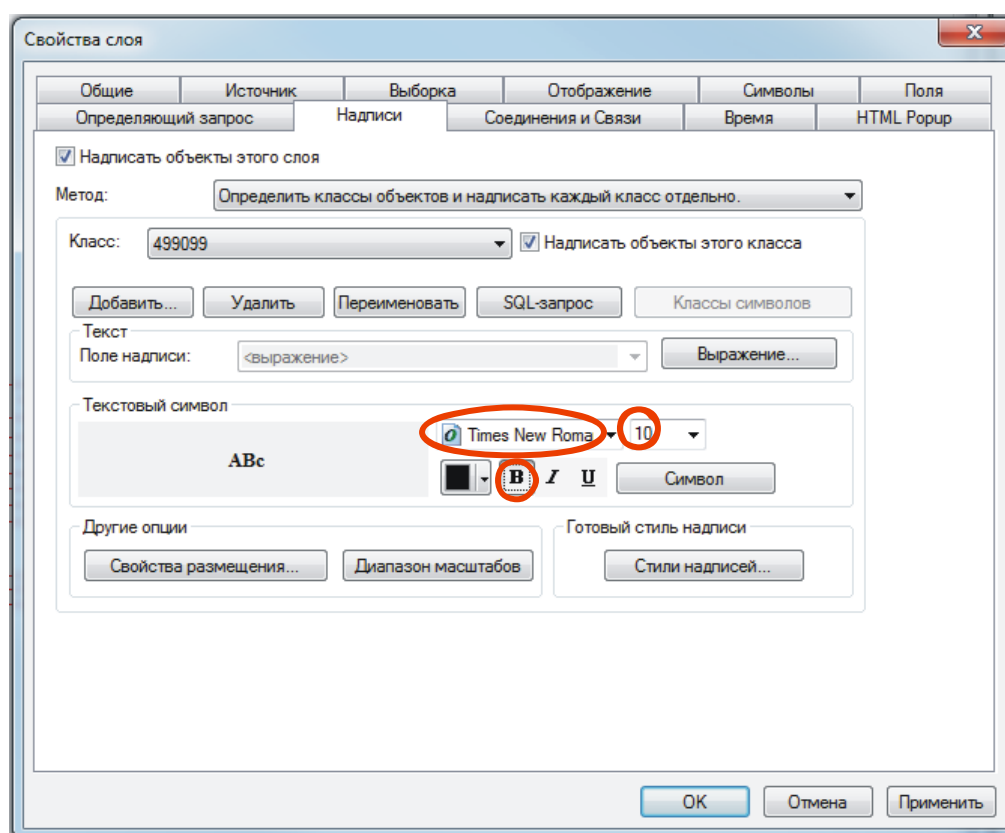 Свойства слоя
Общие Источник Выборка Отображение Символы Поля
Определяющий запрос Надписи Соединения и Связи Время HTML Popup
Надписать объекты этого слоя
Метод: Определить классы объектов и надписать каждый класс отдельно.
Класс: 499099 Надписать объекты этого класса
Добавить... Удалить Переименовать SQL-запрос Классы символов
Текст
Поле надписи: <выражение> Выражение...
Текстовый символ
Times New Roma 10
ABc B I U Символ
Другие опции Готовый стиль надписи
Свойства размещения... Диапазон масштабов Стили надписей...
OK Отмена Применить